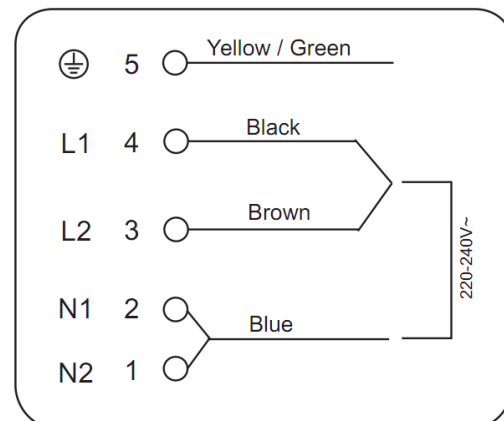 5 Yellow / Green
L1 4 Black
L2 3 Brown
N1 2
Blue
N2 1
220-240V~